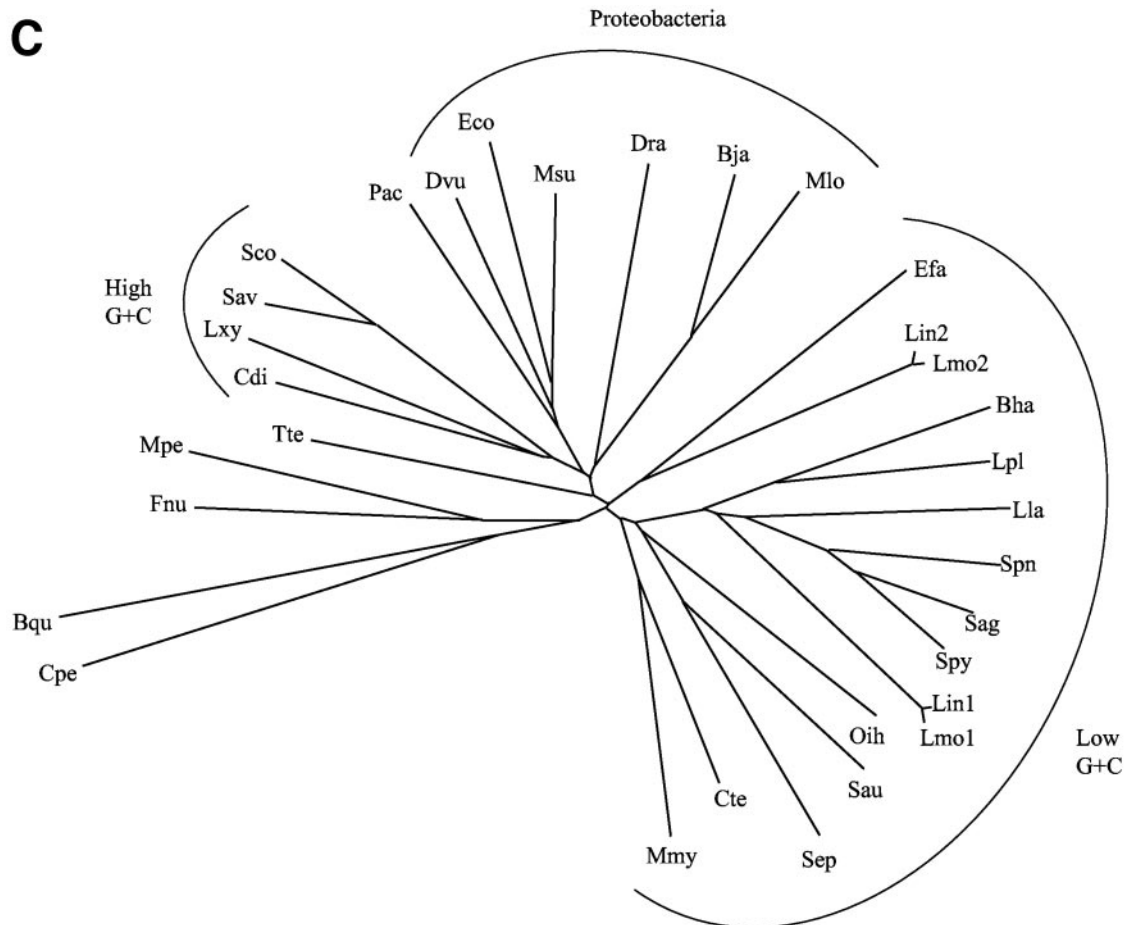 C
Proteobacteria
Eco
Dra
Bja
Msu
Dvu
Mlo
Pac
Sco
Efa
High
G+C
Sav
Lxy
Lin2
Lmo2
Cdi
Bha
Tte
Mpe
Lpl
Fnu
Lla
Spn
Bqu
Sag
Spy
Cpe
Lin1
Oih
Lmo1
Low
G+C
Sau
Cte
Mmy
Sep